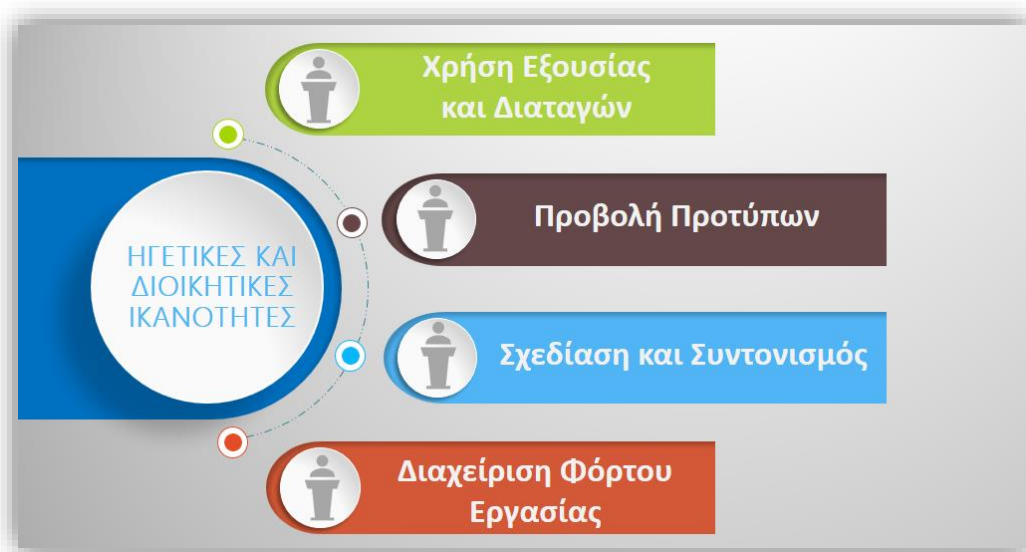 Χρήση Εξουσίας
και Διαταγών
Προβολή Προτύπων
ΗΓΕΤΙΚΕΣ ΚΑΙ
ΔΙΟΙΚΗΤΙΚΕΣ
ΙΚΑΝΟΤΗΤΕΣ
Σχεδίαση και Συντονισμός
Διαχείριση Φόρτου
Εργασίας